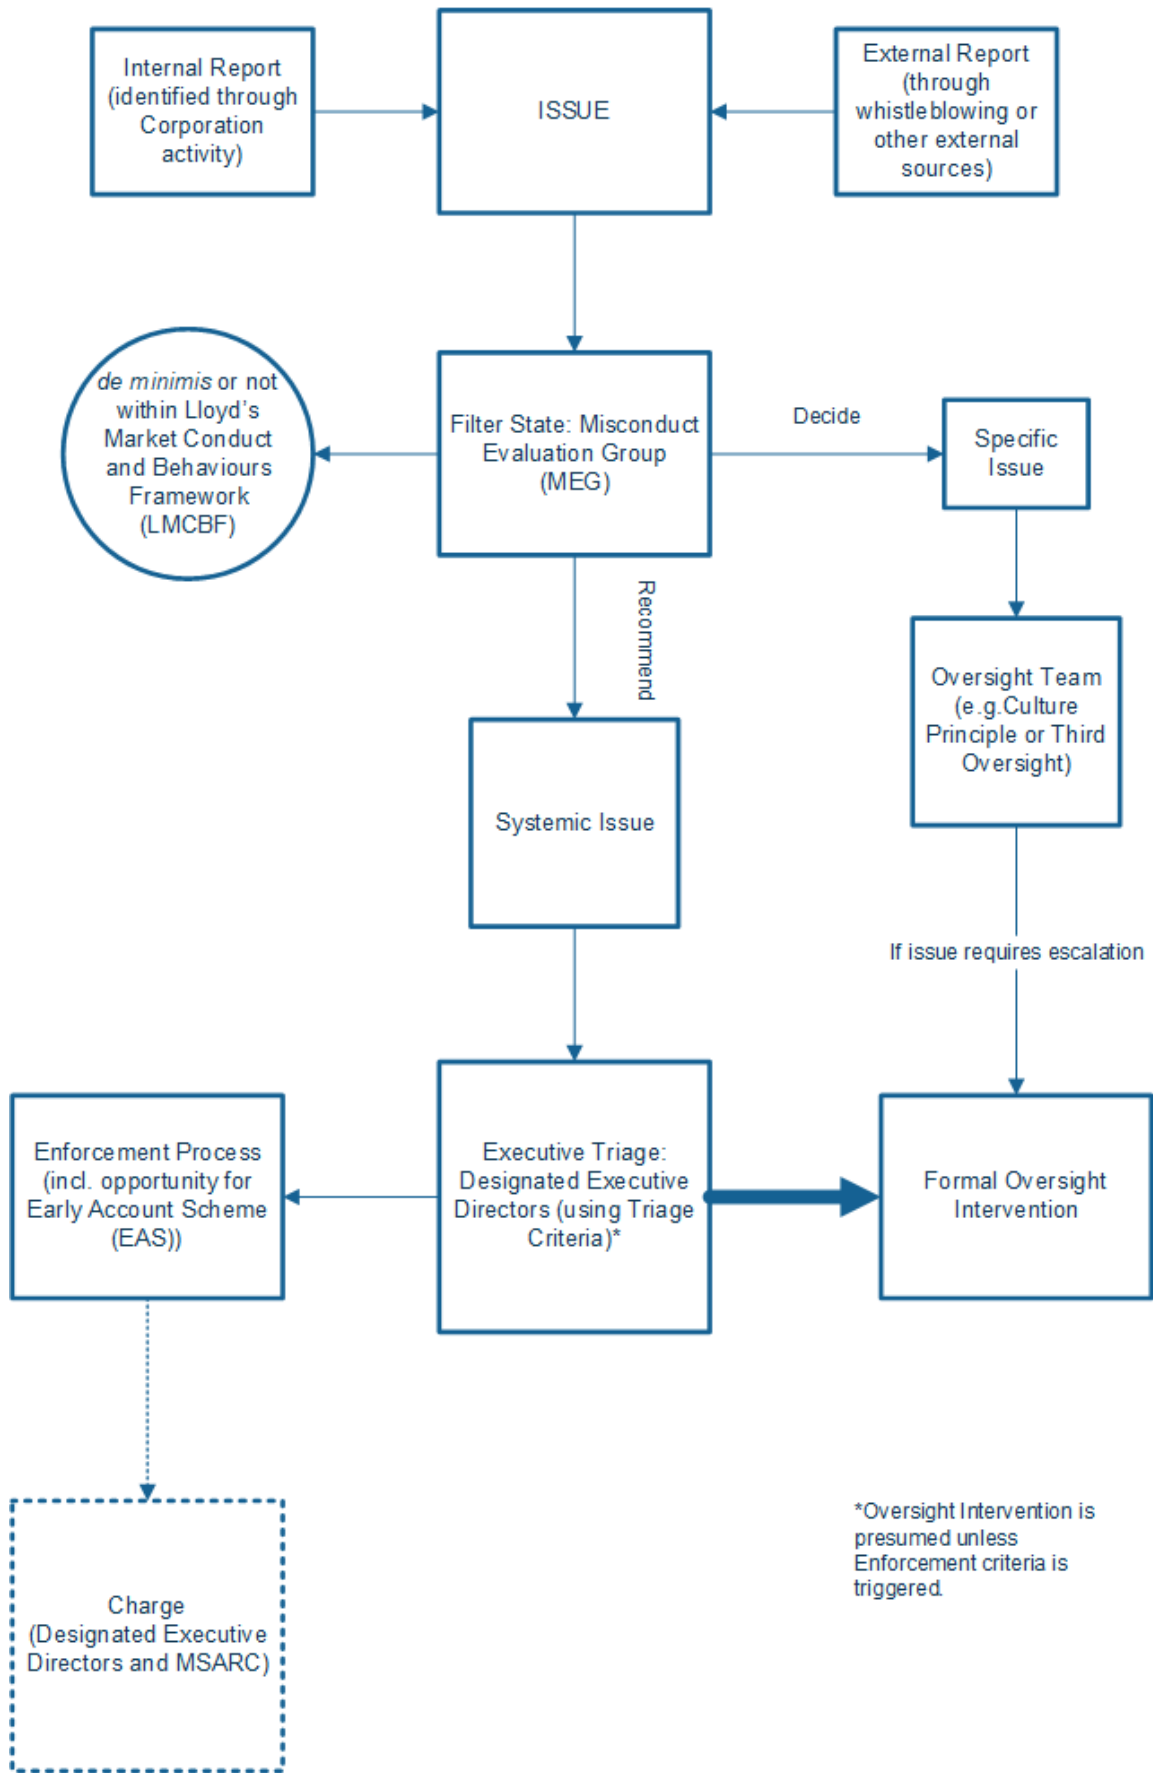 Internal Report
(identified through
Corporation
activity)
ISSUE
External Report
(through
whistleblowing or
other external
sources)
de minimis or not
within Lloyd's
Market Conduct
and Behaviours
Framework
(LMCBF)
Filter State: Misconduct
Evaluation Group
(MEG)
Decide
Specific
Issue
Recommend
Oversight Team
(e.g.Culture
Principle or Third
Oversight)
Systemic Issue
If issue requires escalation
Enforcement Process
(incl. opportunity for
Early Account Scheme
(EAS))
Executive Triage:
Designated Executive
Directors (using Triage
Criteria)*
Formal Oversight
Intervention
*Oversight Intervention is
presumed unless
Enforcement criteria is
triggered.
Charge
(Designated Executive
Directors and MSARC)